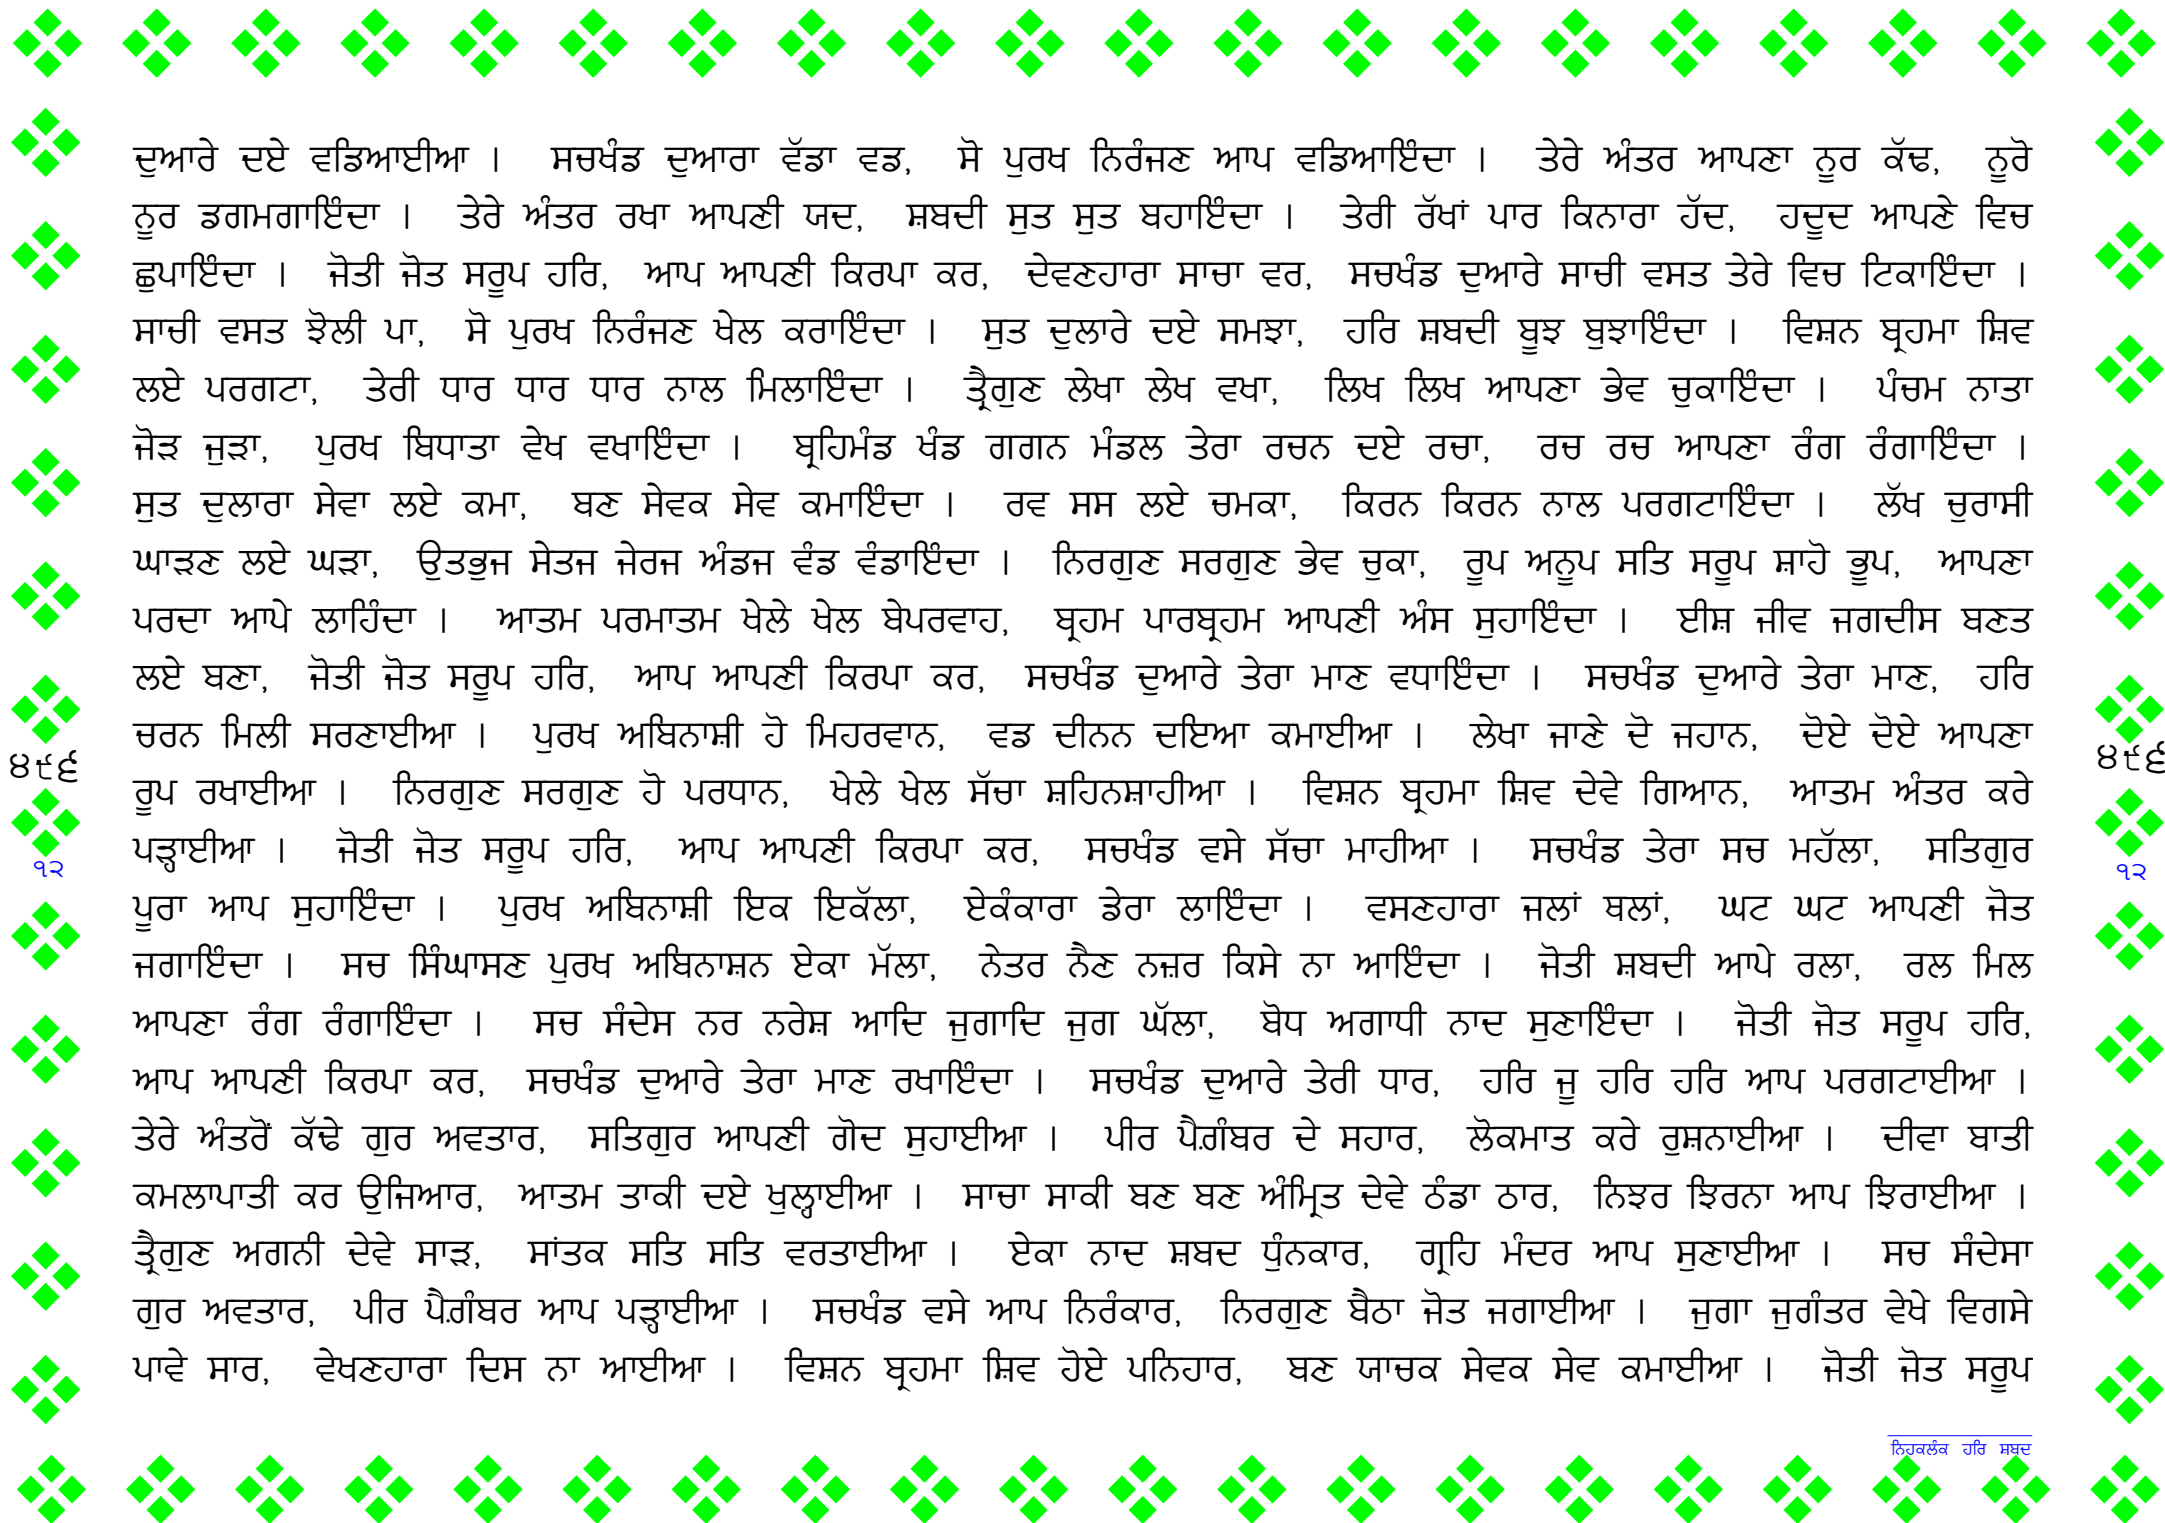 ਦੁਆਰੇ ਦਏ ਵਡਿਆਈਆ । ਸਚਖੰਡ ਦੁਆਰਾ ਵੱਡਾ ਵਡ, ਸੋ ਪੁਰਖ ਨਿਰੰਜਣ ਆਪ ਵਡਿਆਇੰਦਾ । ਤੇਰੇ ਅੰਤਰ ਆਪਣਾ ਨੂਰ ਕੱਢ, ਨੂਰੋ
ਨੂਰ ਡਗਮਗਾਇੰਦਾ । ਤੇਰੇ ਅੰਤਰ ਰਖਾ ਆਪਣੀ ਯਦ, ਸ਼ਬਦੀ ਸੁਤ ਸੁਤ ਬਹਾਇੰਦਾ । ਤੇਰੀ ਰੱਖਾਂ ਪਾਰ ਕਿਨਾਰਾ ਹੱਦ, ਹਦੂਦ ਆਪਣੇ ਵਿਚ
ਛੁਪਾਇੰਦਾ । ਜੋਤੀ ਜੋਤ ਸਰੂਪ ਹਰਿ, ਆਪ ਆਪਣੀ ਕਿਰਪਾ ਕਰ, ਦੇਵਣਹਾਰਾ ਸਾਚਾ ਵਰ, ਸਚਖੰਡ ਦੁਆਰੇ ਸਾਚੀ ਵਸਤ ਤੇਰੇ ਵਿਚ ਟਿਕਾਇੰਦਾ ।
ਸਾਚੀ ਵਸਤ ਝੋਲੀ ਪਾ, ਸੋ ਪੁਰਖ ਨਿਰੰਜਣ ਖੇਲ ਕਰਾਇੰਦਾ । ਸੁਤ ਦੁਲਾਰੇ ਦਏ ਸਮਝਾ, ਹਰਿ ਸ਼ਬਦੀ ਬੂਝ ਬੁਝਾਇੰਦਾ । ਵਿਸ਼ਨ ਬ੍ਰਹਮਾ ਸ਼ਿਵ
ਲਏ ਪਰਗਟਾ, ਤੇਰੀ ਧਾਰ ਧਾਰ ਧਾਰ ਨਾਲ ਮਿਲਾਇੰਦਾ । ਤ੍ਰੈਗੁਣ ਲੇਖਾ ਲੇਖ ਵਖਾ, ਲਿਖ ਲਿਖ ਆਪਣਾ ਭੇਵ ਚੁਕਾਇੰਦਾ । ਪੰਚਮ ਨਾਤਾ
ਜੋੜ ਜੁੜਾ, ਪੁਰਖ ਬਿਧਾਤਾ ਵੇਖ ਵਖਾਇੰਦਾ । ਬ੍ਰਹਿਮੰਡ ਖੰਡ ਗਗਨ ਮੰਡਲ ਤੇਰਾ ਰਚਨ ਦਏ ਰਚਾ, ਰਚ ਰਚ ਆਪਣਾ ਰੰਗ ਰੰਗਾਇੰਦਾ ।
ਸੁਤ ਦੁਲਾਰਾ ਸੇਵਾ ਲਏ ਕਮਾ, ਬਣ ਸੇਵਕ ਸੇਵ ਕਮਾਇੰਦਾ । ਰਵ ਸਸ ਲਏ ਚਮਕਾ, ਕਿਰਨ ਕਿਰਨ ਨਾਲ ਪਰਗਟਾਇੰਦਾ । ਲੱਖ ਚੁਰਾਸੀ
ਘਾੜਣ ਲਏ ਘੜਾ, ਉਤਭੁਜ ਸੇਤਜ ਜੇਰਜ ਅੰਡਜ ਵੰਡ ਵੰਡਾਇੰਦਾ । ਨਿਰਗੁਣ ਸਰਗੁਣ ਭੇਵ ਚੁਕਾ, ਰੂਪ ਅਨੂਪ ਸਤਿ ਸਰੂਪ ਸ਼ਾਹੋ ਭੂਪ, ਆਪਣਾ
ਪਰਦਾ ਆਪੇ ਲਾਹਿੰਦਾ । ਆਤਮ ਪਰਮਾਤਮ ਖੇਲੇ ਖੇਲ ਬੇਪਰਵਾਹ, ਬ੍ਰਹਮ ਪਾਰਬ੍ਰਹਮ ਆਪਣੀ ਅੰਸ ਸੁਹਾਇੰਦਾ । ਈਸ਼ ਜੀਵ ਜਗਦੀਸ ਬਣਤ
ਲਏ ਬਣਾ, ਜੋਤੀ ਜੋਤ ਸਰੂਪ ਹਰਿ, ਆਪ ਆਪਣੀ ਕਿਰਪਾ ਕਰ, ਸਚਖੰਡ ਦੁਆਰੇ ਤੇਰਾ ਮਾਣ ਵਧਾਇੰਦਾ । ਸਚਖੰਡ ਦੁਆਰੇ ਤੇਰਾ ਮਾਣ, ਹਰਿ
ਚਰਨ ਮਿਲੀ ਸਰਣਾਈਆ । ਪੁਰਖ ਅਬਿਨਾਸ਼ੀ ਹੋ ਮਿਹਰਵਾਨ, ਵਡ ਦੀਨਨ ਦਇਆ ਕਮਾਈਆ । ਲੇਖਾ ਜਾਣੇ ਦੋ ਜਹਾਨ, ਦੋਏ ਦੋਏ ਆਪਣਾ
੪੯੬ ੪੯੬
ਰੂਪ ਰਖਾਈਆ । ਨਿਰਗੁਣ ਸਰਗੁਣ ਹੋ ਪਰਧਾਨ, ਖੇਲੇ ਖੇਲ ਸੱਚਾ ਸ਼ਹਿਨਸ਼ਾਹੀਆ । ਵਿਸ਼ਨ ਬ੍ਰਹਮਾ ਸ਼ਿਵ ਦੇਵੇ ਗਿਆਨ, ਆਤਮ ਅੰਤਰ ਕਰੇ
ਪੜ੍ਹਾਈਆ । ਜੋਤੀ ਜੋਤ ਸਰੂਪ ਹਰਿ, ਆਪ ਆਪਣੀ ਕਿਰਪਾ ਕਰ, ਸਚਖੰਡ ਵਸੇ ਸੱਚਾ ਮਾਹੀਆ । ਸਚਖੰਡ ਤੇਰਾ ਸਚ ਮਹੱਲਾ, ਸਤਿਗੁਰ
੧੨ ੧੨
ਪੂਰਾ ਆਪ ਸੁਹਾਇੰਦਾ । ਪੁਰਖ ਅਬਿਨਾਸ਼ੀ ਇਕ ਇਕੱਲਾ, ਏਕੰਕਾਰਾ ਡੇਰਾ ਲਾਇੰਦਾ । ਵਸਣਹਾਰਾ ਜਲਾਂ ਥਲਾਂ, ਘਟ ਘਟ ਆਪਣੀ ਜੋਤ
ਜਗਾਇੰਦਾ । ਸਚ ਸਿੰਘਾਸਣ ਪੁਰਖ ਅਬਿਨਾਸ਼ਨ ਏਕਾ ਮੱਲਾ, ਨੇਤਰ ਨੈਣ ਨਜ਼ਰ ਕਿਸੇ ਨਾ ਆਇੰਦਾ । ਜੋਤੀ ਸ਼ਬਦੀ ਆਪੇ ਰਲਾ, ਰਲ ਮਿਲ
ਆਪਣਾ ਰੰਗ ਰੰਗਾਇੰਦਾ । ਸਚ ਸੰਦੇਸ ਨਰ ਨਰੇਸ਼ ਆਦਿ ਜੁਗਾਦਿ ਜੁਗ ਘੱਲਾ, ਬੋਧ ਅਗਾਧੀ ਨਾਦ ਸੁਣਾਇੰਦਾ । ਜੋਤੀ ਜੋਤ ਸਰੂਪ ਹਰਿ,
ਆਪ ਆਪਣੀ ਕਿਰਪਾ ਕਰ, ਸਚਖੰਡ ਦੁਆਰੇ ਤੇਰਾ ਮਾਣ ਰਖਾਇੰਦਾ । ਸਚਖੰਡ ਦੁਆਰੇ ਤੇਰੀ ਧਾਰ, ਹਰਿ ਜੂ ਹਰਿ ਹਰਿ ਆਪ ਪਰਗਟਾਈਆ ।
ਤੇਰੇ ਅੰਤਰੋਂ ਕੱਢੇ ਗੁਰ ਅਵਤਾਰ, ਸਤਿਗੁਰ ਆਪਣੀ ਗੋਦ ਸੁਹਾਈਆ । ਪੀਰ ਪੈਗ਼ੰਬਰ ਦੇ ਸਹਾਰ, ਲੋਕਮਾਤ ਕਰੇ ਰੁਸ਼ਨਾਈਆ । ਦੀਵਾ ਬਾਤੀ
ਕਮਲਾਪਾਤੀ ਕਰ ਉਜਿਆਰ, ਆਤਮ ਤਾਕੀ ਦਏ ਖੁਲ੍ਹਾਈਆ । ਸਾਚਾ ਸਾਕੀ ਬਣ ਬਣ ਅੰਮ੍ਰਿਤ ਦੇਵੇ ਠੰਡਾ ਠਾਰ, ਨਿਝਰ ਝਿਰਨਾ ਆਪ ਝਿਰਾਈਆ ।
ਤ੍ਰੈਗੁਣ ਅਗਨੀ ਦੇਵੇ ਸਾੜ, ਸਾਂਤਕ ਸਤਿ ਸਤਿ ਵਰਤਾਈਆ । ਏਕਾ ਨਾਦ ਸ਼ਬਦ ਧੁੰਨਕਾਰ, ਗ੍ਰਹਿ ਮੰਦਰ ਆਪ ਸੁਣਾਈਆ । ਸਚ ਸੰਦੇਸਾ
ਗੁਰ ਅਵਤਾਰ, ਪੀਰ ਪੈਗ਼ੰਬਰ ਆਪ ਪੜ੍ਹਾਈਆ । ਸਚਖੰਡ ਵਸੇ ਆਪ ਨਿਰੰਕਾਰ, ਨਿਰਗੁਣ ਬੈਠਾ ਜੋਤ ਜਗਾਈਆ । ਜੁਗਾ ਜੁਗੰਤਰ ਵੇਖੇ ਵਿਗਸੇ
ਪਾਵੇ ਸਾਰ, ਵੇਖਣਹਾਰਾ ਦਿਸ ਨਾ ਆਈਆ । ਵਿਸ਼ਨ ਬ੍ਰਹਮਾ ਸ਼ਿਵ ਹੋਏ ਪਨਿਹਾਰ, ਬਣ ਯਾਚਕ ਸੇਵਕ ਸੇਵ ਕਮਾਈਆ । ਜੋਤੀ ਜੋਤ ਸਰੂਪ
ਨਿਹਕਲੰਕ ਹਰਿ ਸ਼ਬਦ